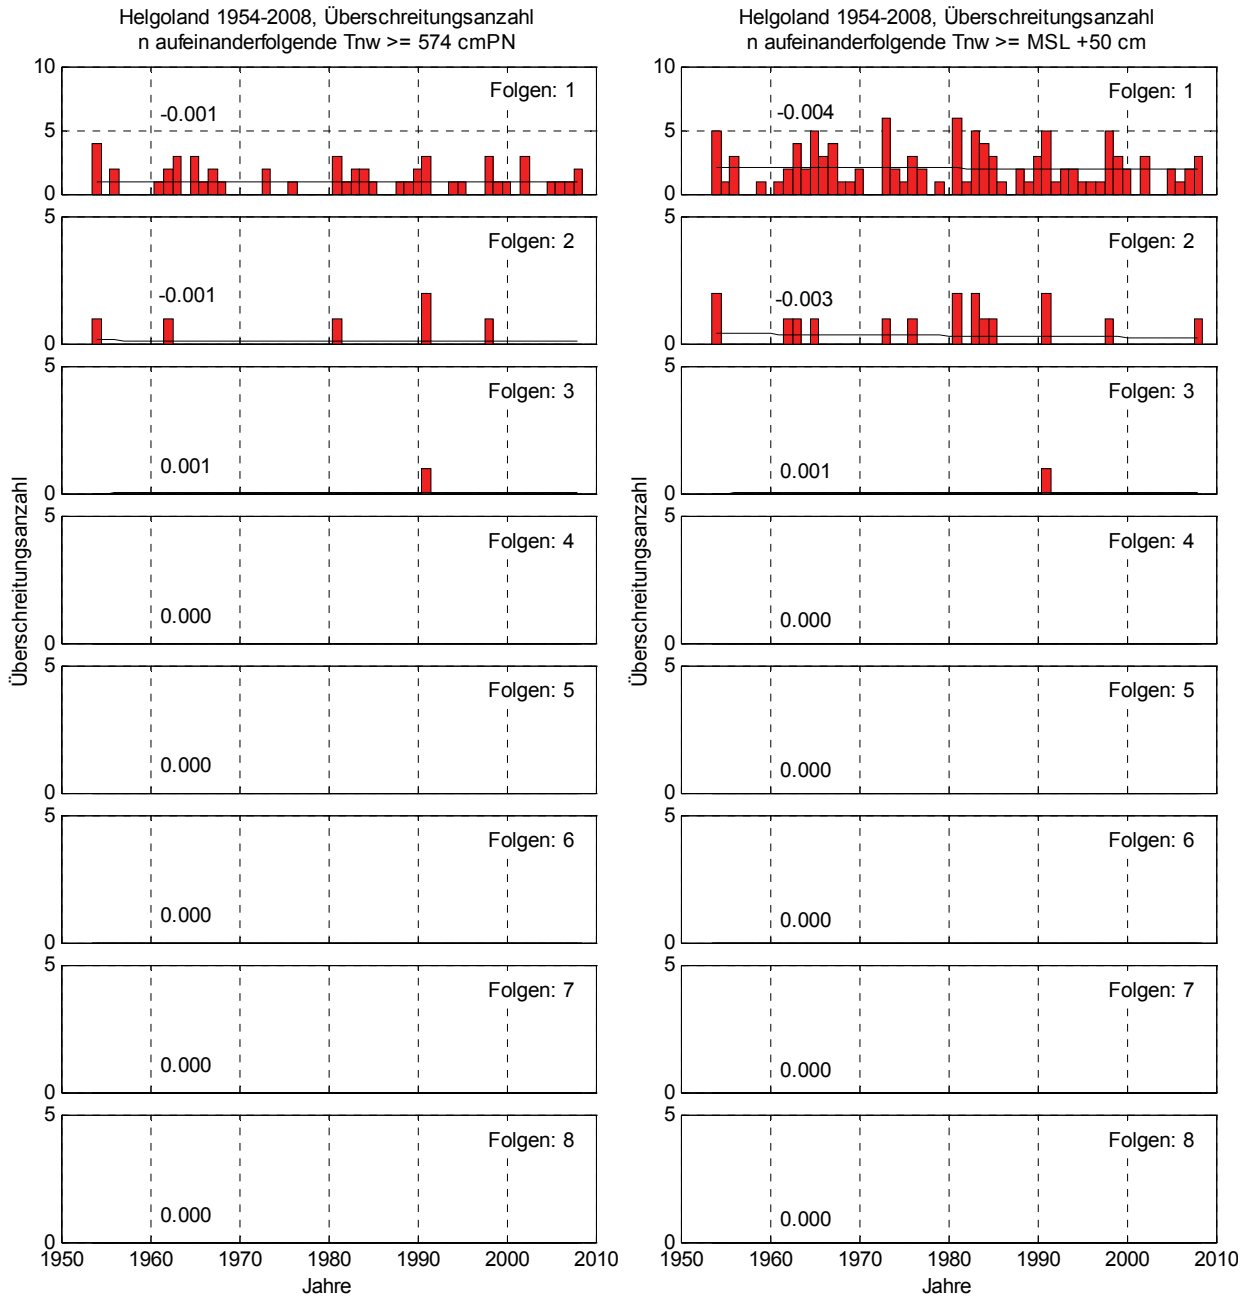 Helgoland 1954-2008, Überschreitungsanzahl
n aufeinanderfolgende Tnw >= 574 cmPN
10
5
0
Folgen: 1
-0.001
5
0
Folgen: 2
-0.001
5
0
Folgen: 3
0.001
5
0
Folgen: 4
0.000
5
0
Folgen: 5
0.000
5
0
Folgen: 6
0.000
5
0
Folgen: 7
0.000
5
0
Folgen: 8
0.000
Überschreitungsanzahl
1950 1960 1970 1980 1990 2000 2010
Jahre
Helgoland 1954-2008, Überschreitungsanzahl
n aufeinanderfolgende Tnw >= MSL +50 cm
10
5
0
Folgen: 1
-0.004
5
0
Folgen: 2
-0.003
5
0
Folgen: 3
0.001
5
0
Folgen: 4
0.000
5
0
Folgen: 5
0.000
5
0
Folgen: 6
0.000
5
0
Folgen: 7
0.000
5
0
Folgen: 8
0.000
Überschreitungsanzahl
1950 1960 1970 1980 1990 2000 2010
Jahre